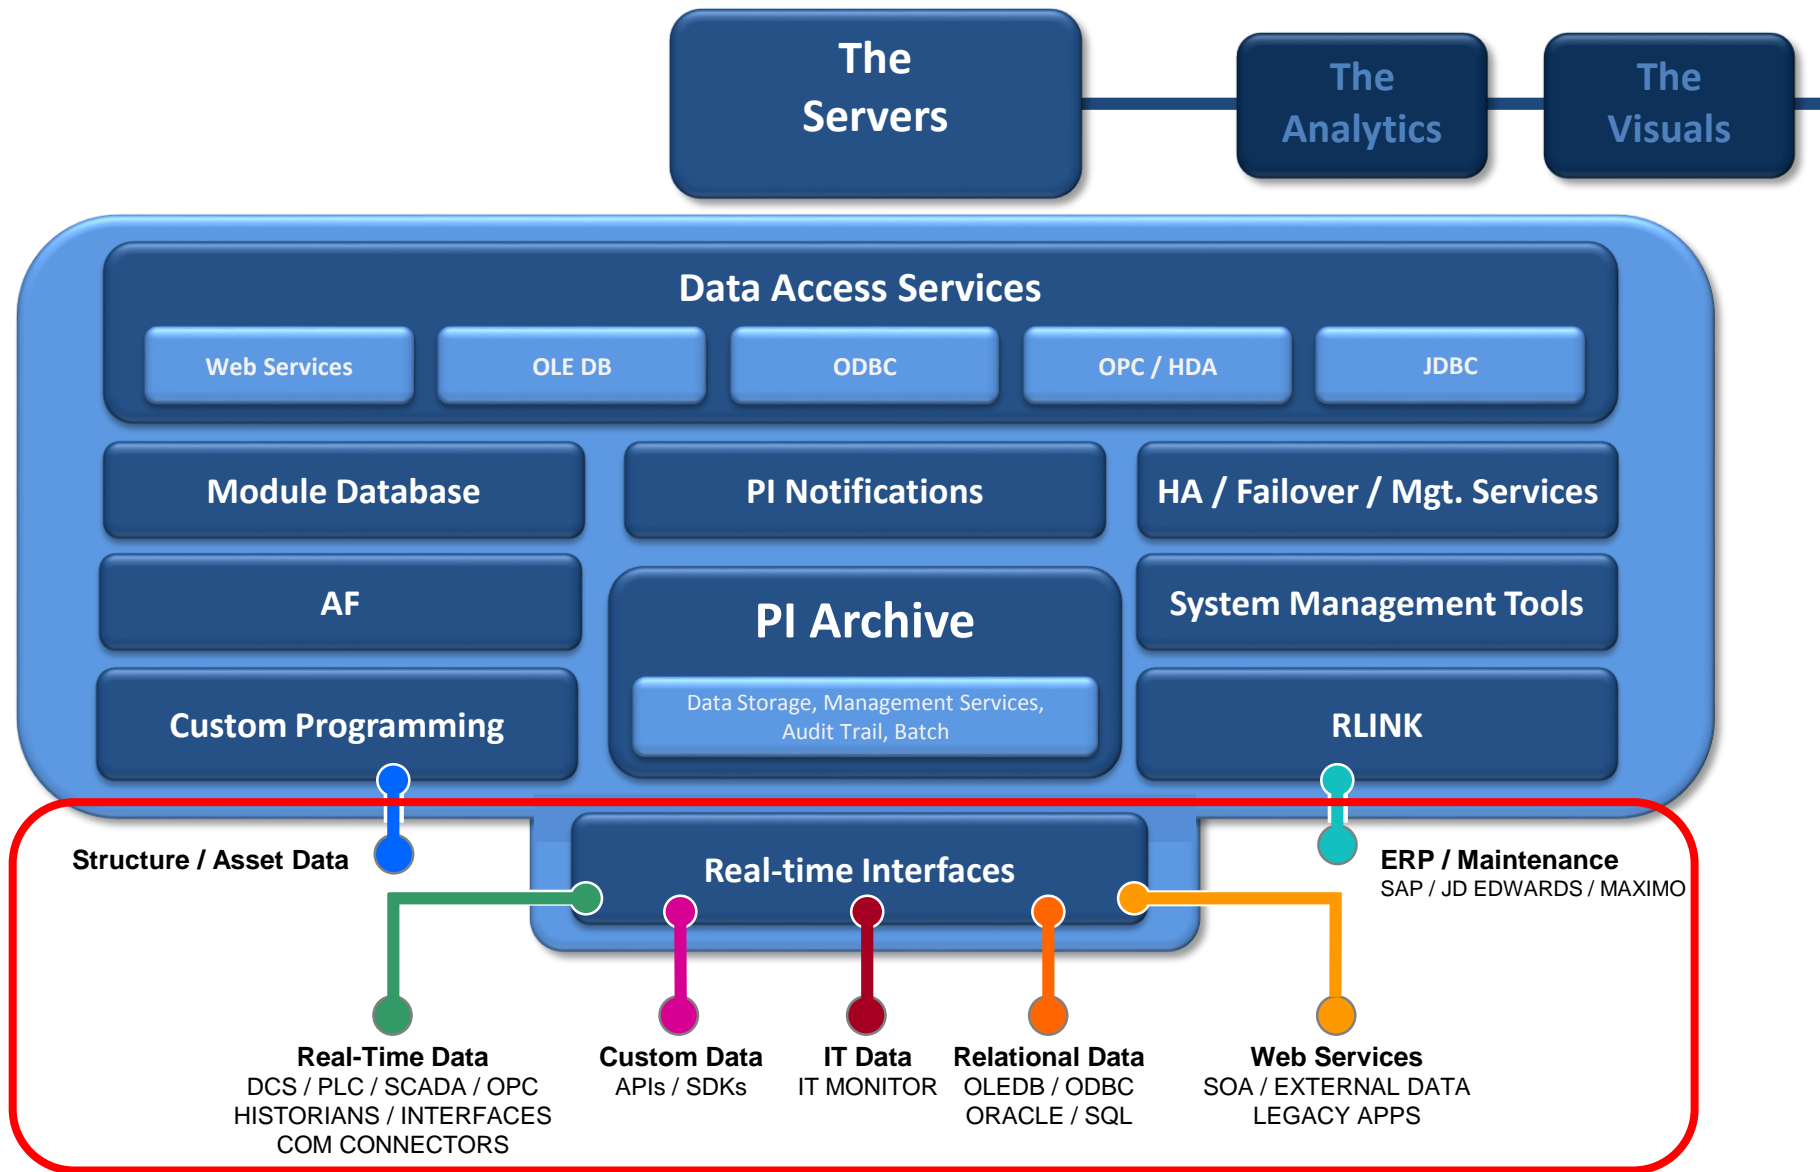 The
Servers
The
Analytics
The
Visuals
Data Access Services
Web Services
OLE DB
ODBC
OPC / HDA
JDBC
Module Database
PI Notifications
HA / Failover / Mgt. Services
AF
PI Archive
System Management Tools
Data Storage, Management Services,
Audit Trail, Batch
Custom Programming
RLINK
Structure / Asset Data
Real-time Interfaces
ERP / Maintenance
SAP / JD EDWARDS / MAXIMO
Real-Time Data
DCS / PLC / SCADA / OPC
HISTORIANS / INTERFACES
COM CONNECTORS
Custom Data
APIs / SDKs
IT Data
IT MONITOR
Relational Data
OLEDB / ODBC
ORACLE / SQL
Web Services
SOA / EXTERNAL DATA
LEGACY APPS